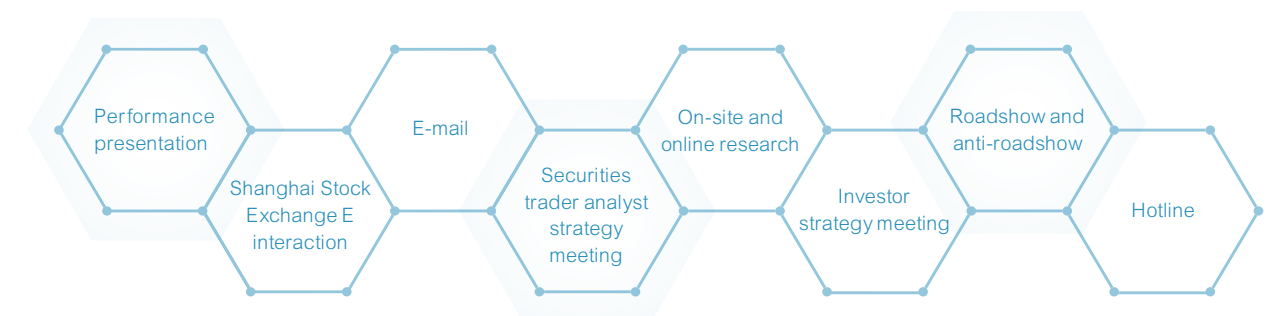 Performance
presentation
Shanghai Stock
Exchange E
interaction
E-mail
Securities
trader analyst
strategy
meeting
On-site and
online research
Investor
strategy meeting
Roadshow and
anti-roadshow
Hotline